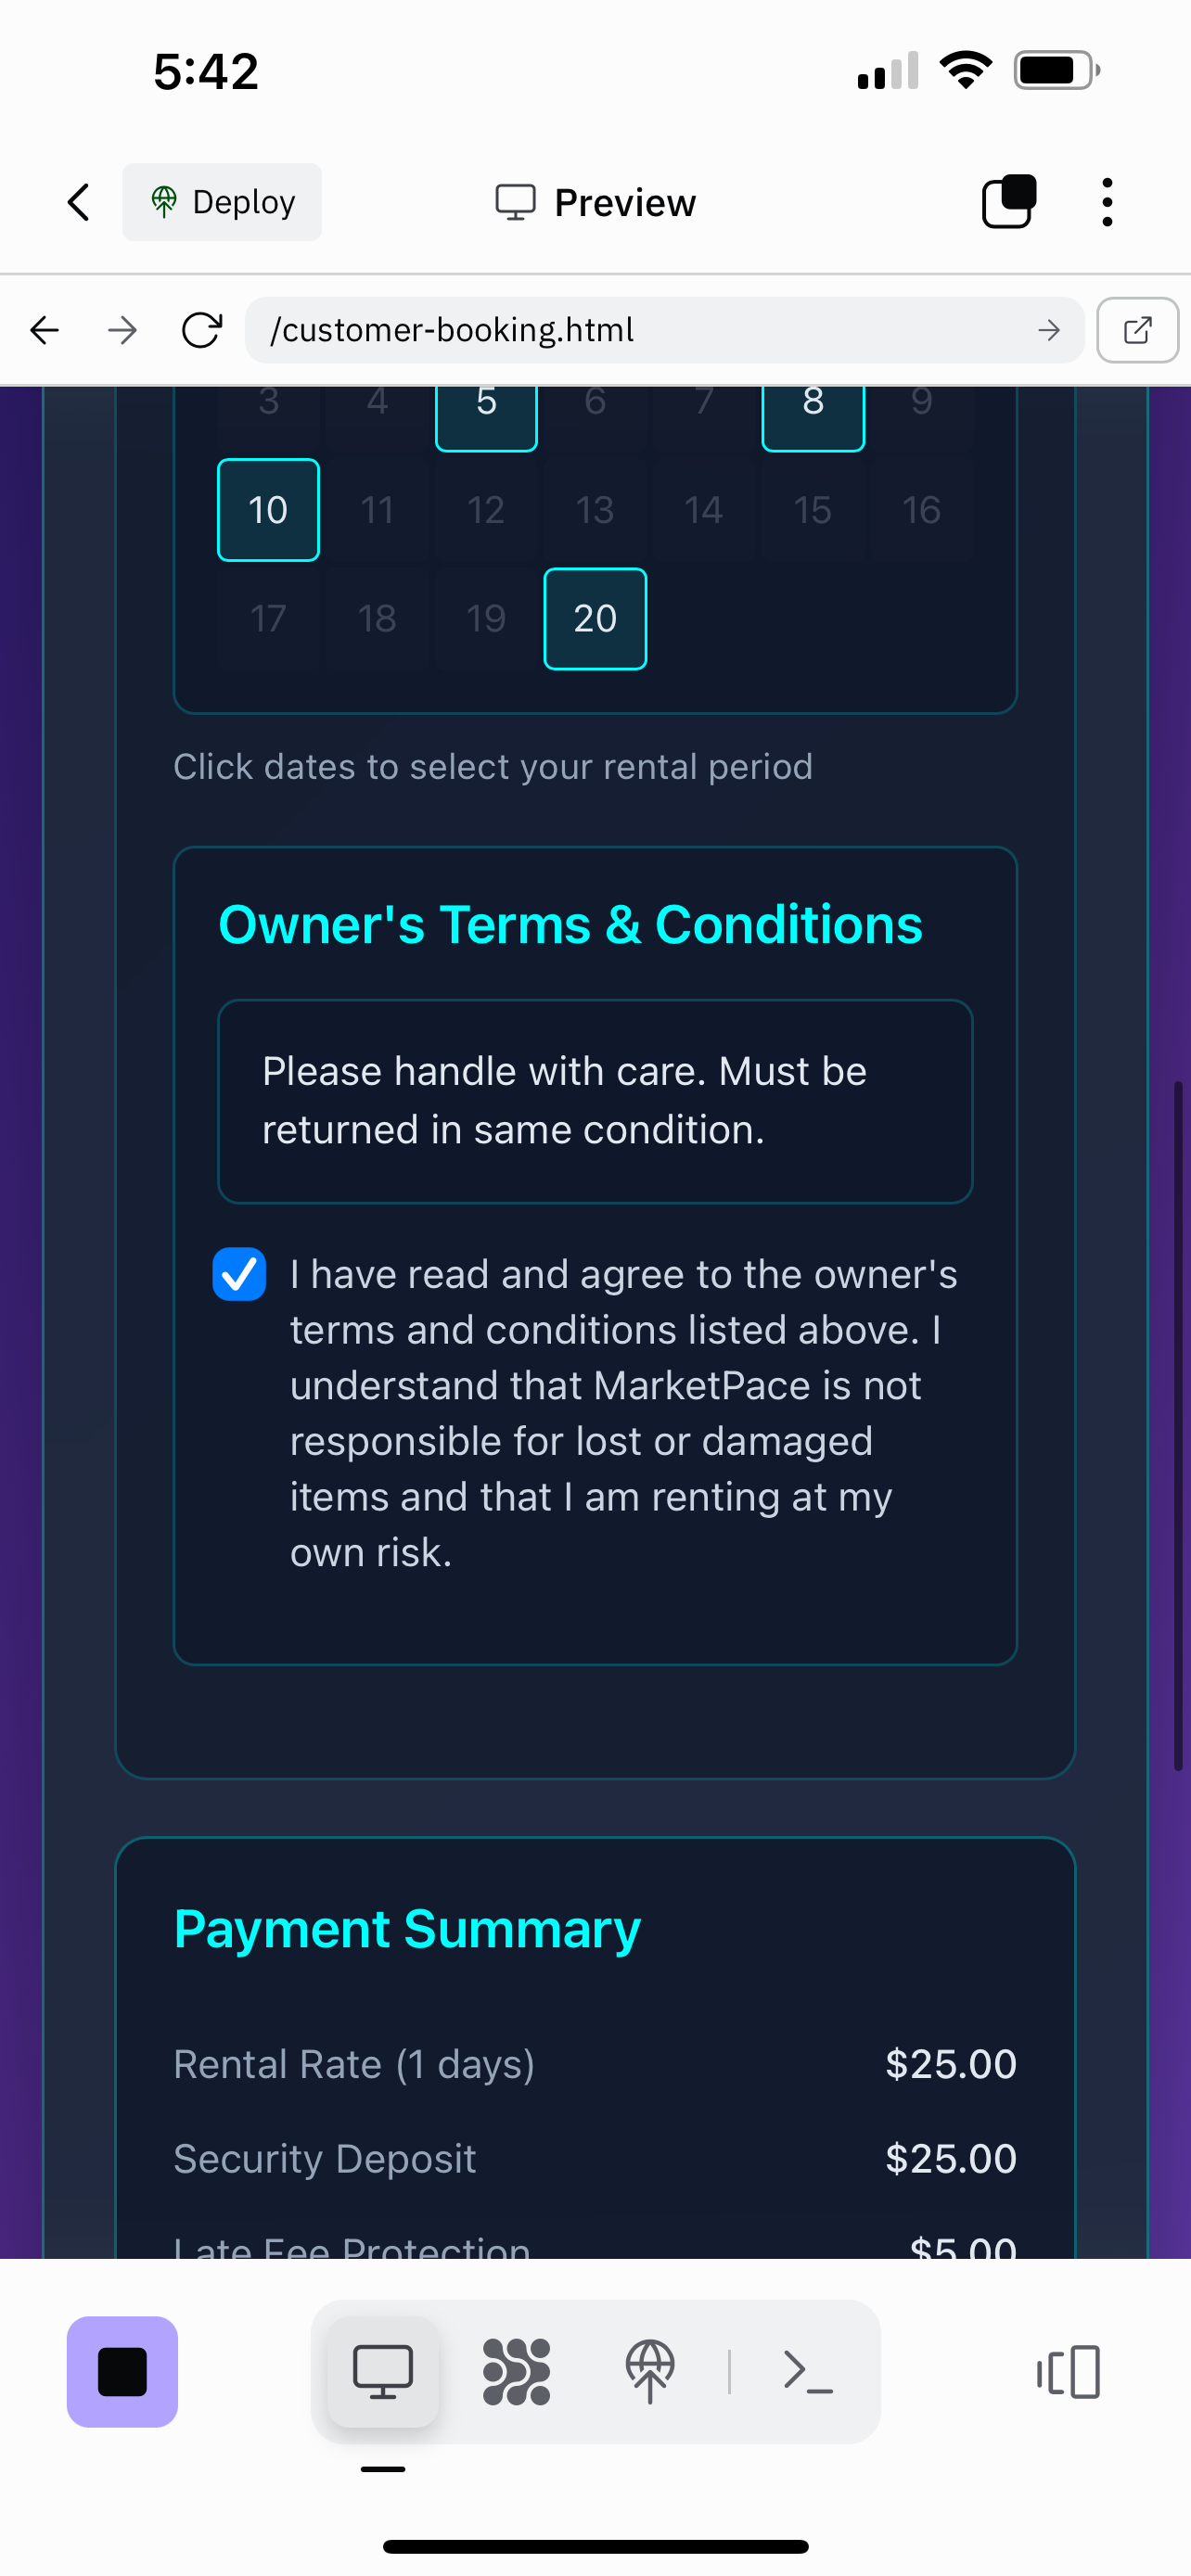 5:42
Deploy
Preview
/customer-booking.html
3 4 5 6 7 8 9
10 11 12 13 14 15 16
17 18 19 20
Click dates to select your rental period
Owner's Terms & Conditions
Please handle with care. Must be
returned in same condition.
I have read and agree to the owner's
terms and conditions listed above. I
understand that MarketPace is not
responsible for lost or damaged
items and that I am renting at my
own risk.
Payment Summary
Rental Rate (1 days) $25.00
Security Deposit $25.00
Late Fee Protection $5.00